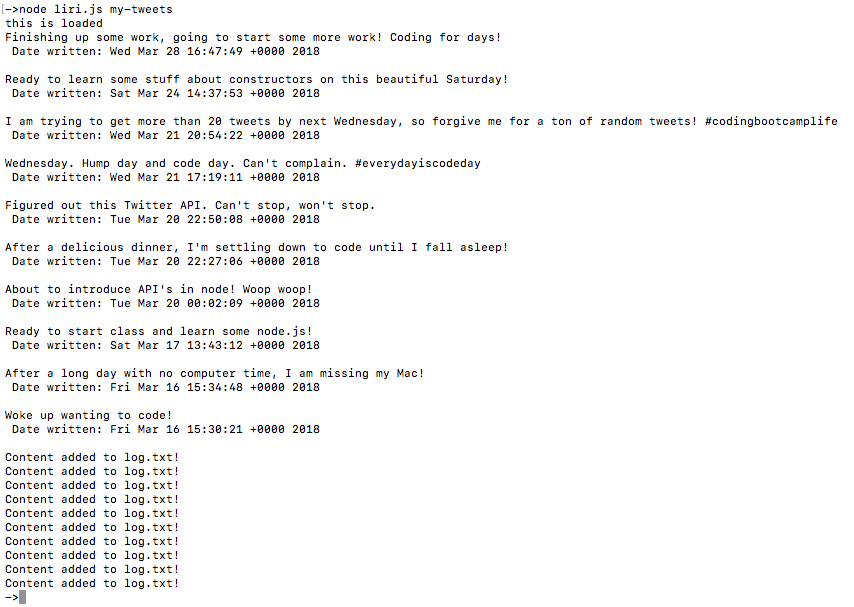 [->node liri.js my-tweets
this is loaded
Finishing up some work, going to start some more work! Coding for days!
Date written: Wed Mar 28 16:47:49 +0000 2018
Ready to learn some stuff about constructors on this beautiful Saturday!
Date written: Sat Mar 24 14:37:53 +0000 2018
I am trying to get more than 20 tweets by next Wednesday, so forgive me for a ton of random tweets! #codingbootcamplife
Date written: Wed Mar 21 20:54:22 +0000 2018
Wednesday. Hump day and code day. Can't complain. #everydayiscodeday
Date written: Wed Mar 21 17:19:11 +0000 2018
Figured out this Twitter API. Can't stop, won't stop.
Date written: Tue Mar 20 22:50:08 +0000 2018
After a delicious dinner, I'm settling down to code until I fall asleep!
Date written: Tue Mar 20 22:27:06 +0000 2018
About to introduce API's in node! Woop woop!
Date written: Tue Mar 20 00:02:09 +0000 2018
Ready to start class and learn some node.js!
Date written: Sat Mar 17 13:43:12 +0000 2018
After a long day with no computer time, I am missing my Mac!
Date written: Fri Mar 16 15:34:48 +0000 2018
Woke up wanting to code!
Date written: Fri Mar 16 15:30:21 +0000 2018
Content added to log.txt!
Content added to log.txt!
Content added to log.txt!
Content added to log.txt!
Content added to log.txt!
Content added to log.txt!
Content added to log.txt!
Content added to log.txt!
Content added to log.txt!
Content added to log.txt!
->